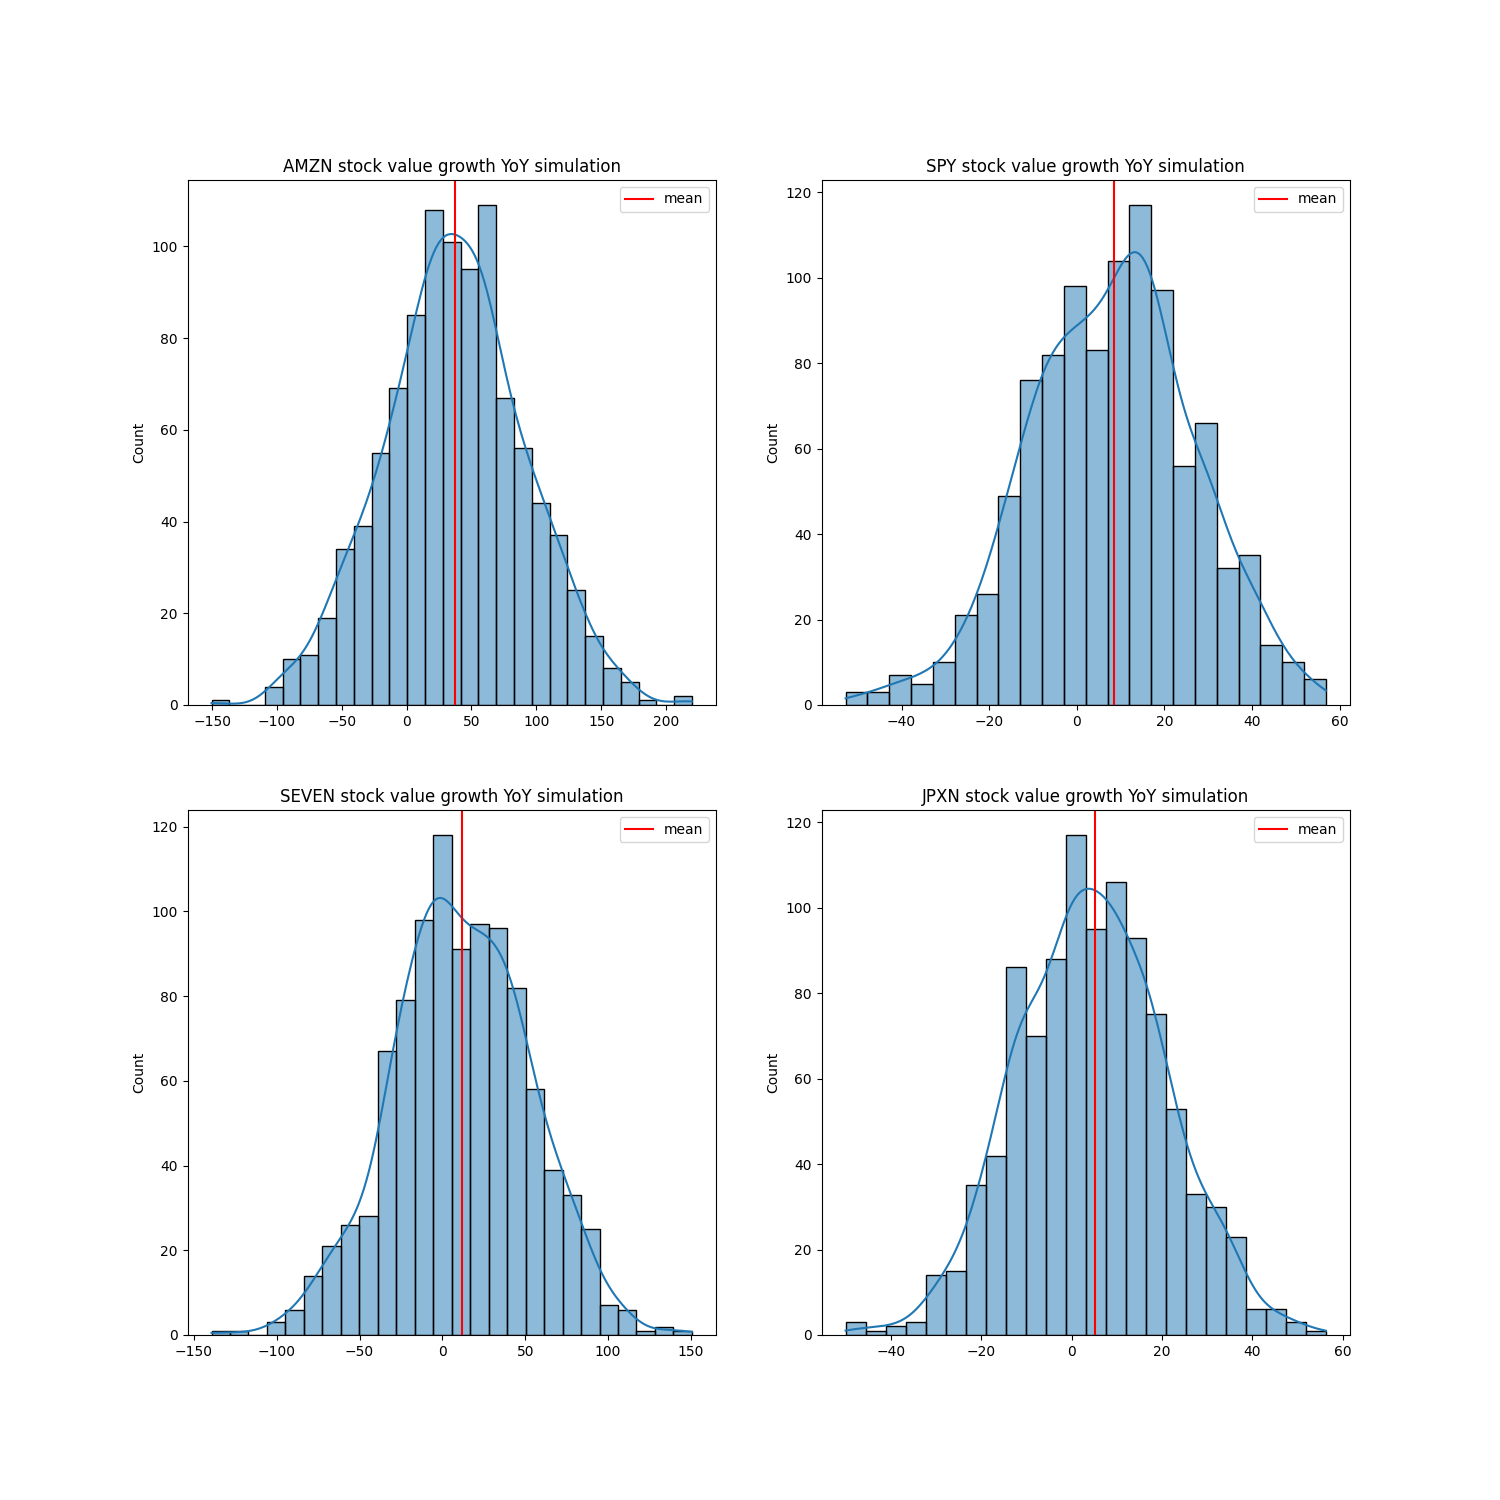 AMZN stock value growth YoY simulation
mean
Count
100
80
60
40
20
0
−150 −100 −50 0 50 100 150 200
SPY stock value growth YoY simulation
mean
Count
120
100
80
60
40
20
0
−40 −20 0 20 40 60
SEVEN stock value growth YoY simulation
mean
Count
120
100
80
60
40
20
0
−150 −100 −50 0 50 100 150
JPXN stock value growth YoY simulation
mean
Count
120
100
80
60
40
20
0
−40 −20 0 20 40 60